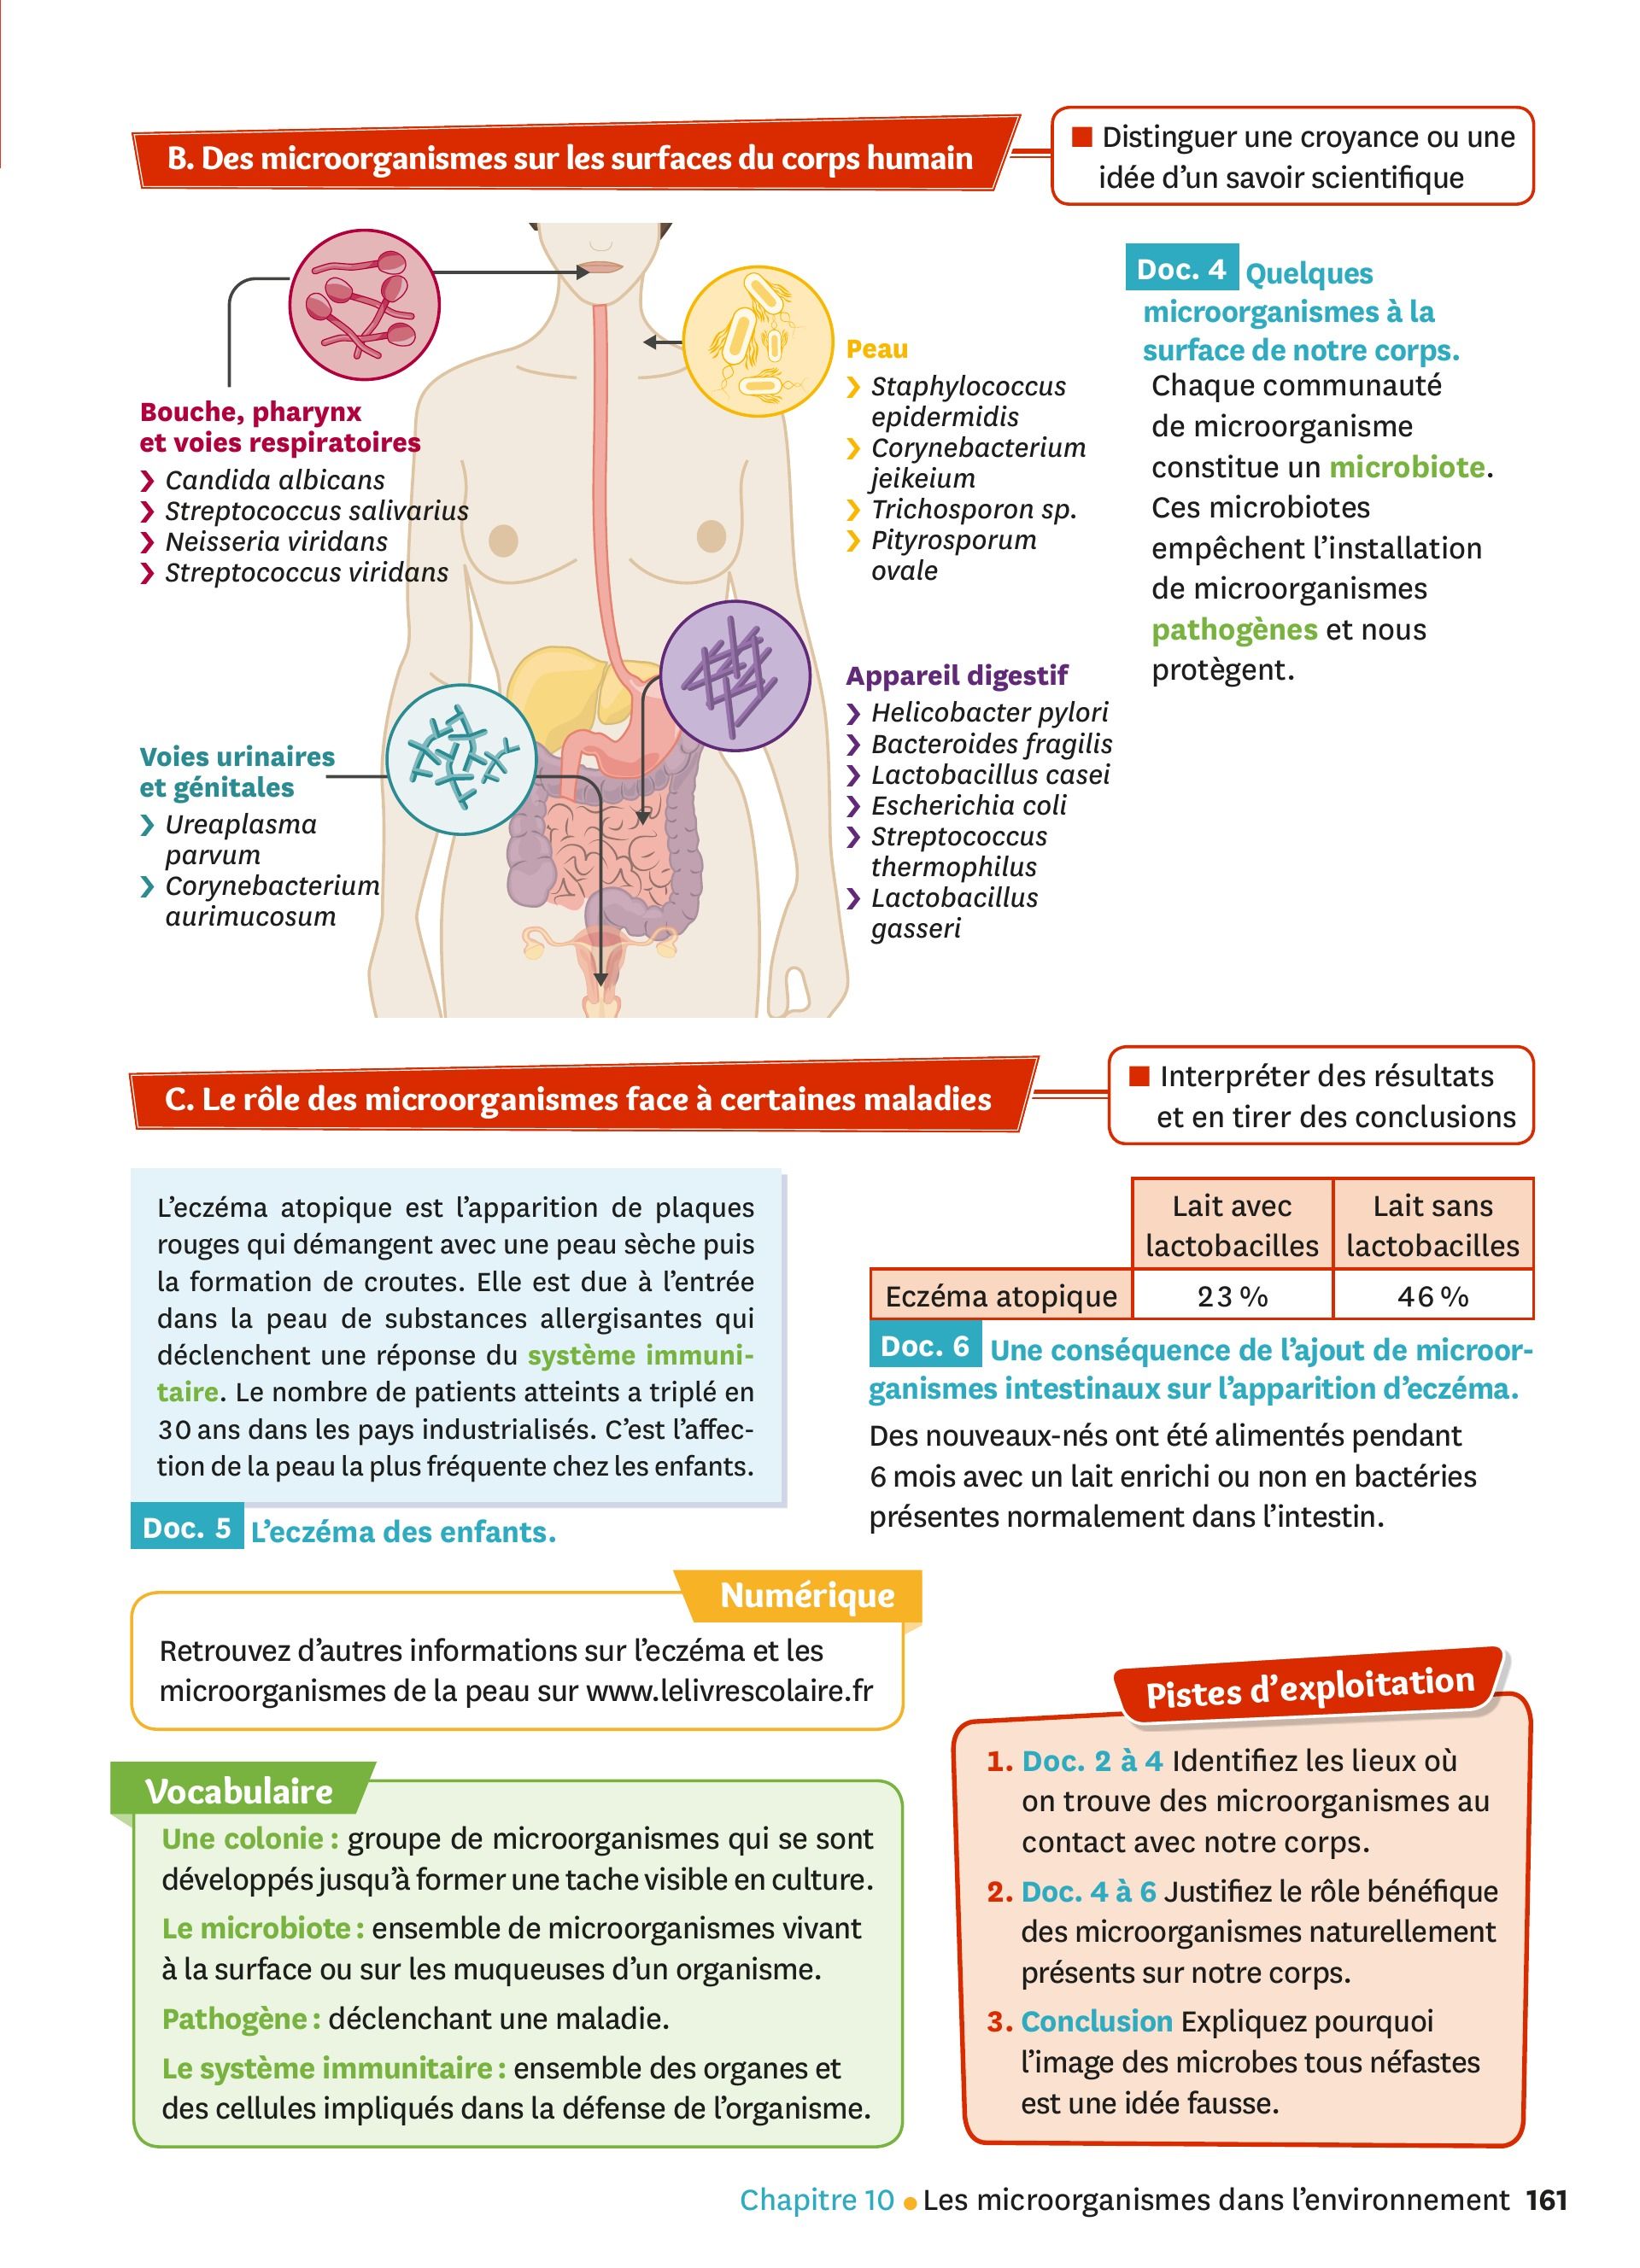 B. Des microorganismes sur les surfaces du corps humain
■ Distinguer une croyance ou une
idée d’un savoir scientifique
Bouche, pharynx
et voies respiratoires
❯ Candida albicans
❯ Streptococcus salivarius
❯ Neisseria viridans
❯ Streptococcus viridans
Voies urinaires
et génitales
❯ Ureaplasma
parvum
❯ Corynebacterium
aurimucosum
Peau
❯ Staphylococcus
epidermidis
❯ Corynebacterium
jeikeium
❯ Trichosporon sp.
❯ Pityrosporum
ovale
Appareil digestif
❯ Helicobacter pylori
❯ Bacteroides fragilis
❯ Lactobacillus casei
❯ Escherichia coli
❯ Streptococcus
thermophilus
❯ Lactobacillus
gasseri
Doc. 4 Quelques
microorganismes à la
surface de notre corps.
Chaque communauté
de microorganisme
constitue un microbiote.
Ces microbiotes
empêchent l’installation
de microorganismes
pathogènes et nous
protègent.
C. Le rôle des microorganismes face à certaines maladies
■ Interpréter des résultats
et en tirer des conclusions
L’eczéma atopique est l’apparition de plaques
rouges qui démangent avec une peau sèche puis
la formation de croutes. Elle est due à l’entrée
dans la peau de substances allergisantes qui
déclenchent une réponse du système immuni-
taire. Le nombre de patients atteints a triplé en
30 ans dans les pays industrialisés. C’est l’affec-
tion de la peau la plus fréquente chez les enfants.
Doc. 5 L’eczéma des enfants.
Lait avec
lactobacilles
Lait sans
lactobacilles
Eczéma atopique 23 % 46 %
Doc. 6 Une conséquence de l’ajout de microor-
ganismes intestinaux sur l’apparition d’eczéma.
Des nouveaux-nés ont été alimentés pendant
6 mois avec un lait enrichi ou non en bactéries
présentes normalement dans l’intestin.
Numérique
Retrouvez d’autres informations sur l’eczéma et les
microorganismes de la peau sur www.lelivrescolaire.fr
Vocabulaire
Une colonie : groupe de microorganismes qui se sont
développés jusqu’à former une tache visible en culture.
Le microbiote : ensemble de microorganismes vivant
à la surface ou sur les muqueuses d’un organisme.
Pathogène : déclenchant une maladie.
Le système immunitaire : ensemble des organes et
des cellules impliqués dans la défense de l’organisme.
Pistes d’exploitation
1. Doc. 2 à 4 Identifiez les lieux où
on trouve des microorganismes au
contact avec notre corps.
2. Doc. 4 à 6 Justifiez le rôle bénéfique
des microorganismes naturellement
présents sur notre corps.
3. Conclusion Expliquez pourquoi
l’image des microbes tous néfastes
est une idée fausse.
Chapitre 10 ● Les microorganismes dans l’environnement 161